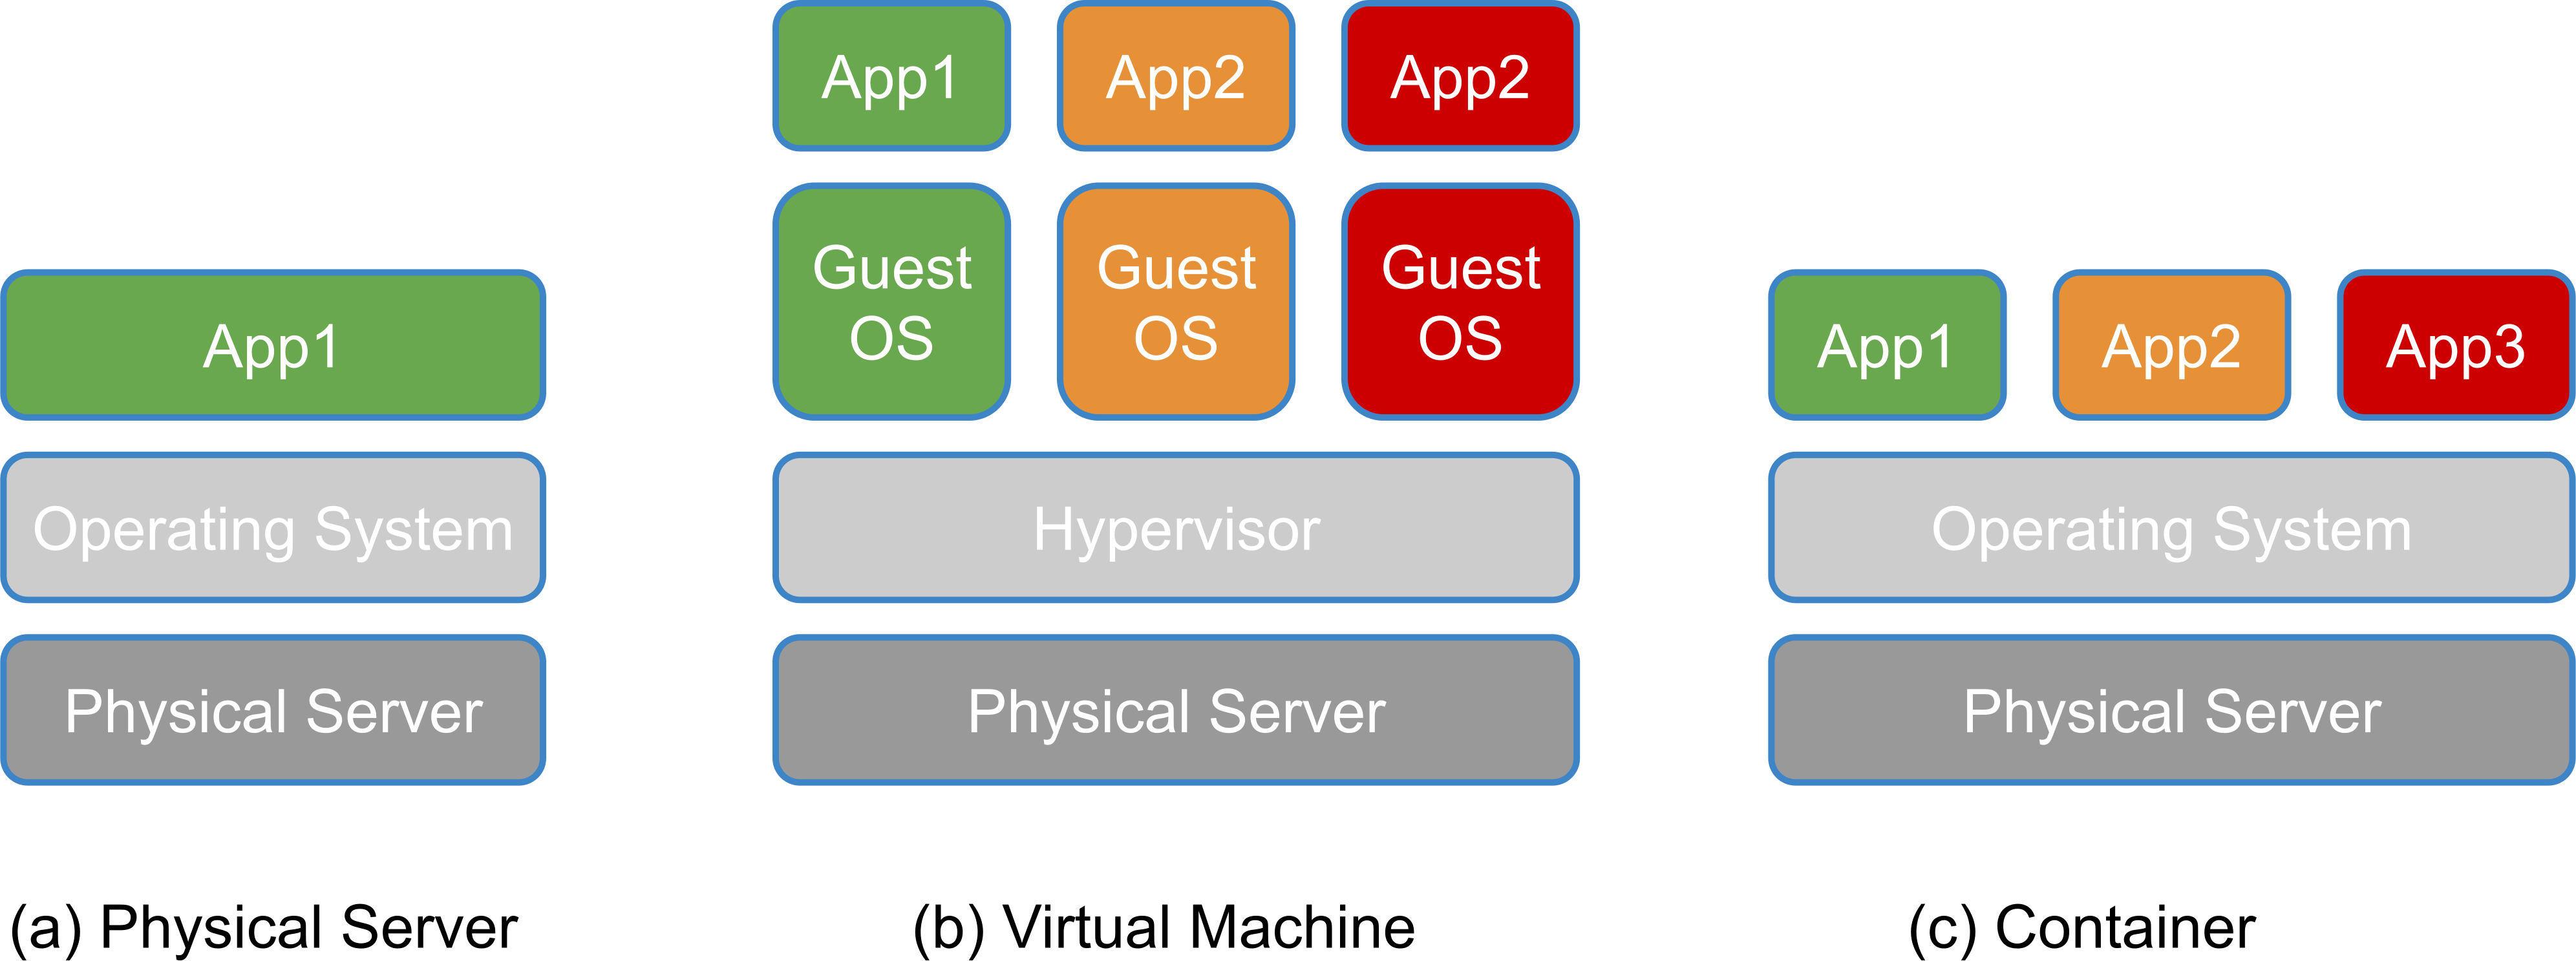 App1
Operating System
Physical Server
(a) Physical Server
App1
App2
App2
Guest
OS
Guest
OS
Guest
OS
Hypervisor
Physical Server
(b) Virtual Machine
App1
App2
App3
Operating System
Physical Server
(c) Container